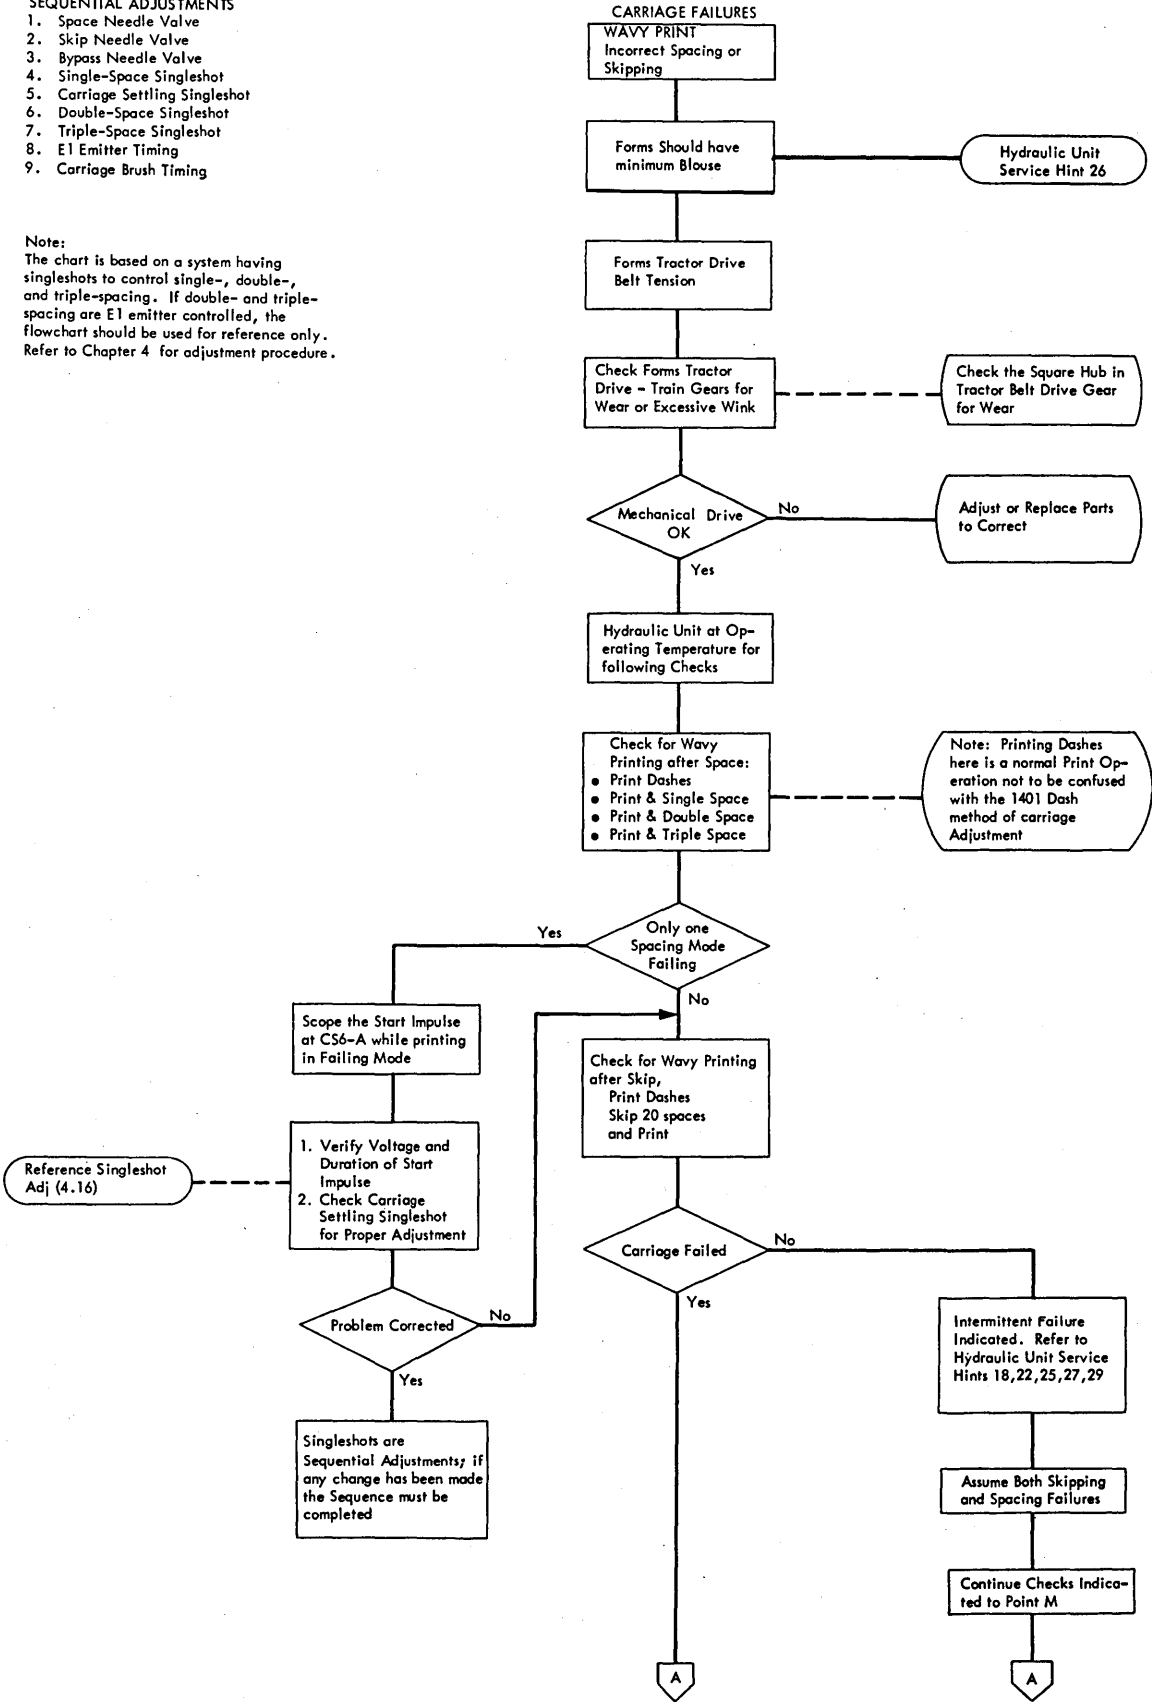 SEQUENTIAL ADJUSTMENTS
1. Space Needle Valve
2. Skip Needle Valve
3. Bypass Needle Valve
4. Single-Space Singleshot
5. Carriage Settling Singleshot
6. Double-Space Singleshot
7. Triple-Space Singleshot
8. E1 Emitter Timing
9. Carriage Brush Timing
Note:
The chart is based on a system having
singleshots to control single-, double-,
and triple-spacing. If double- and triple-
spacing are E1 emitter controlled, the
flowchart should be used for reference only.
Refer to Chapter 4 for adjustment procedure.
CARRIAGE FAILURES
WAVY PRINT
Incorrect Spacing or
Skipping
Forms Should have
minimum Blouse
Hydraulic Unit
Service Hint 26
Forms Tractor Drive
Belt Tension
Check Forms Tractor
Drive - Train Gears for
Wear or Excessive Wink
Check the Square Hub in
Tractor Belt Drive Gear
for Wear
Mechanical Drive
OK
No
Adjust or Replace Parts
to Correct
Yes
Hydraulic Unit at Op-
erating Temperature for
following Checks
Check for Wavy
Printing after Space:
• Print Dashes
• Print & Single Space
• Print & Double Space
• Print & Triple Space
Note: Printing Dashes
here is a normal Print Op-
eration not to be confused
with the 1401 Dash
method of carriage
Adjustment
Only one
Spacing Mode
Failing
Yes
No
Scope the Start Impulse
at CS6-A while printing
in Failing Mode
Check for Wavy Printing
after Skip,
Print Dashes
Skip 20 spaces
and Print
Reference Singleshot
Adj (4.16)
1. Verify Voltage and
Duration of Start
Impulse
2. Check Carriage
Settling Singleshot
for Proper Adjustment
Carriage Failed
No
Yes
Problem Corrected
No
Yes
Intermittent Failure
Indicated. Refer to
Hydraulic Unit Service
Hints 18,22,25,27,29
Singleshots are
Sequential Adjustments; if
any change has been made
the Sequence must be
completed
Assume Both Skipping
and Spacing Failures
Continue Checks Indica-
ted to Point M
A
A